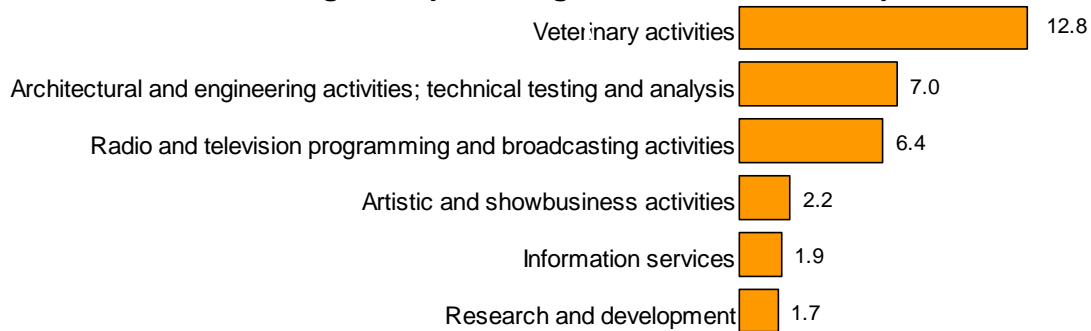 Veterinary activities 12.8
Architectural and engineering activities; technical testing and analysis 7.0
Radio and television programming and broadcasting activities 6.4
Artistic and showbusiness activities 2.2
Information services 1.9
Research and development 1.7